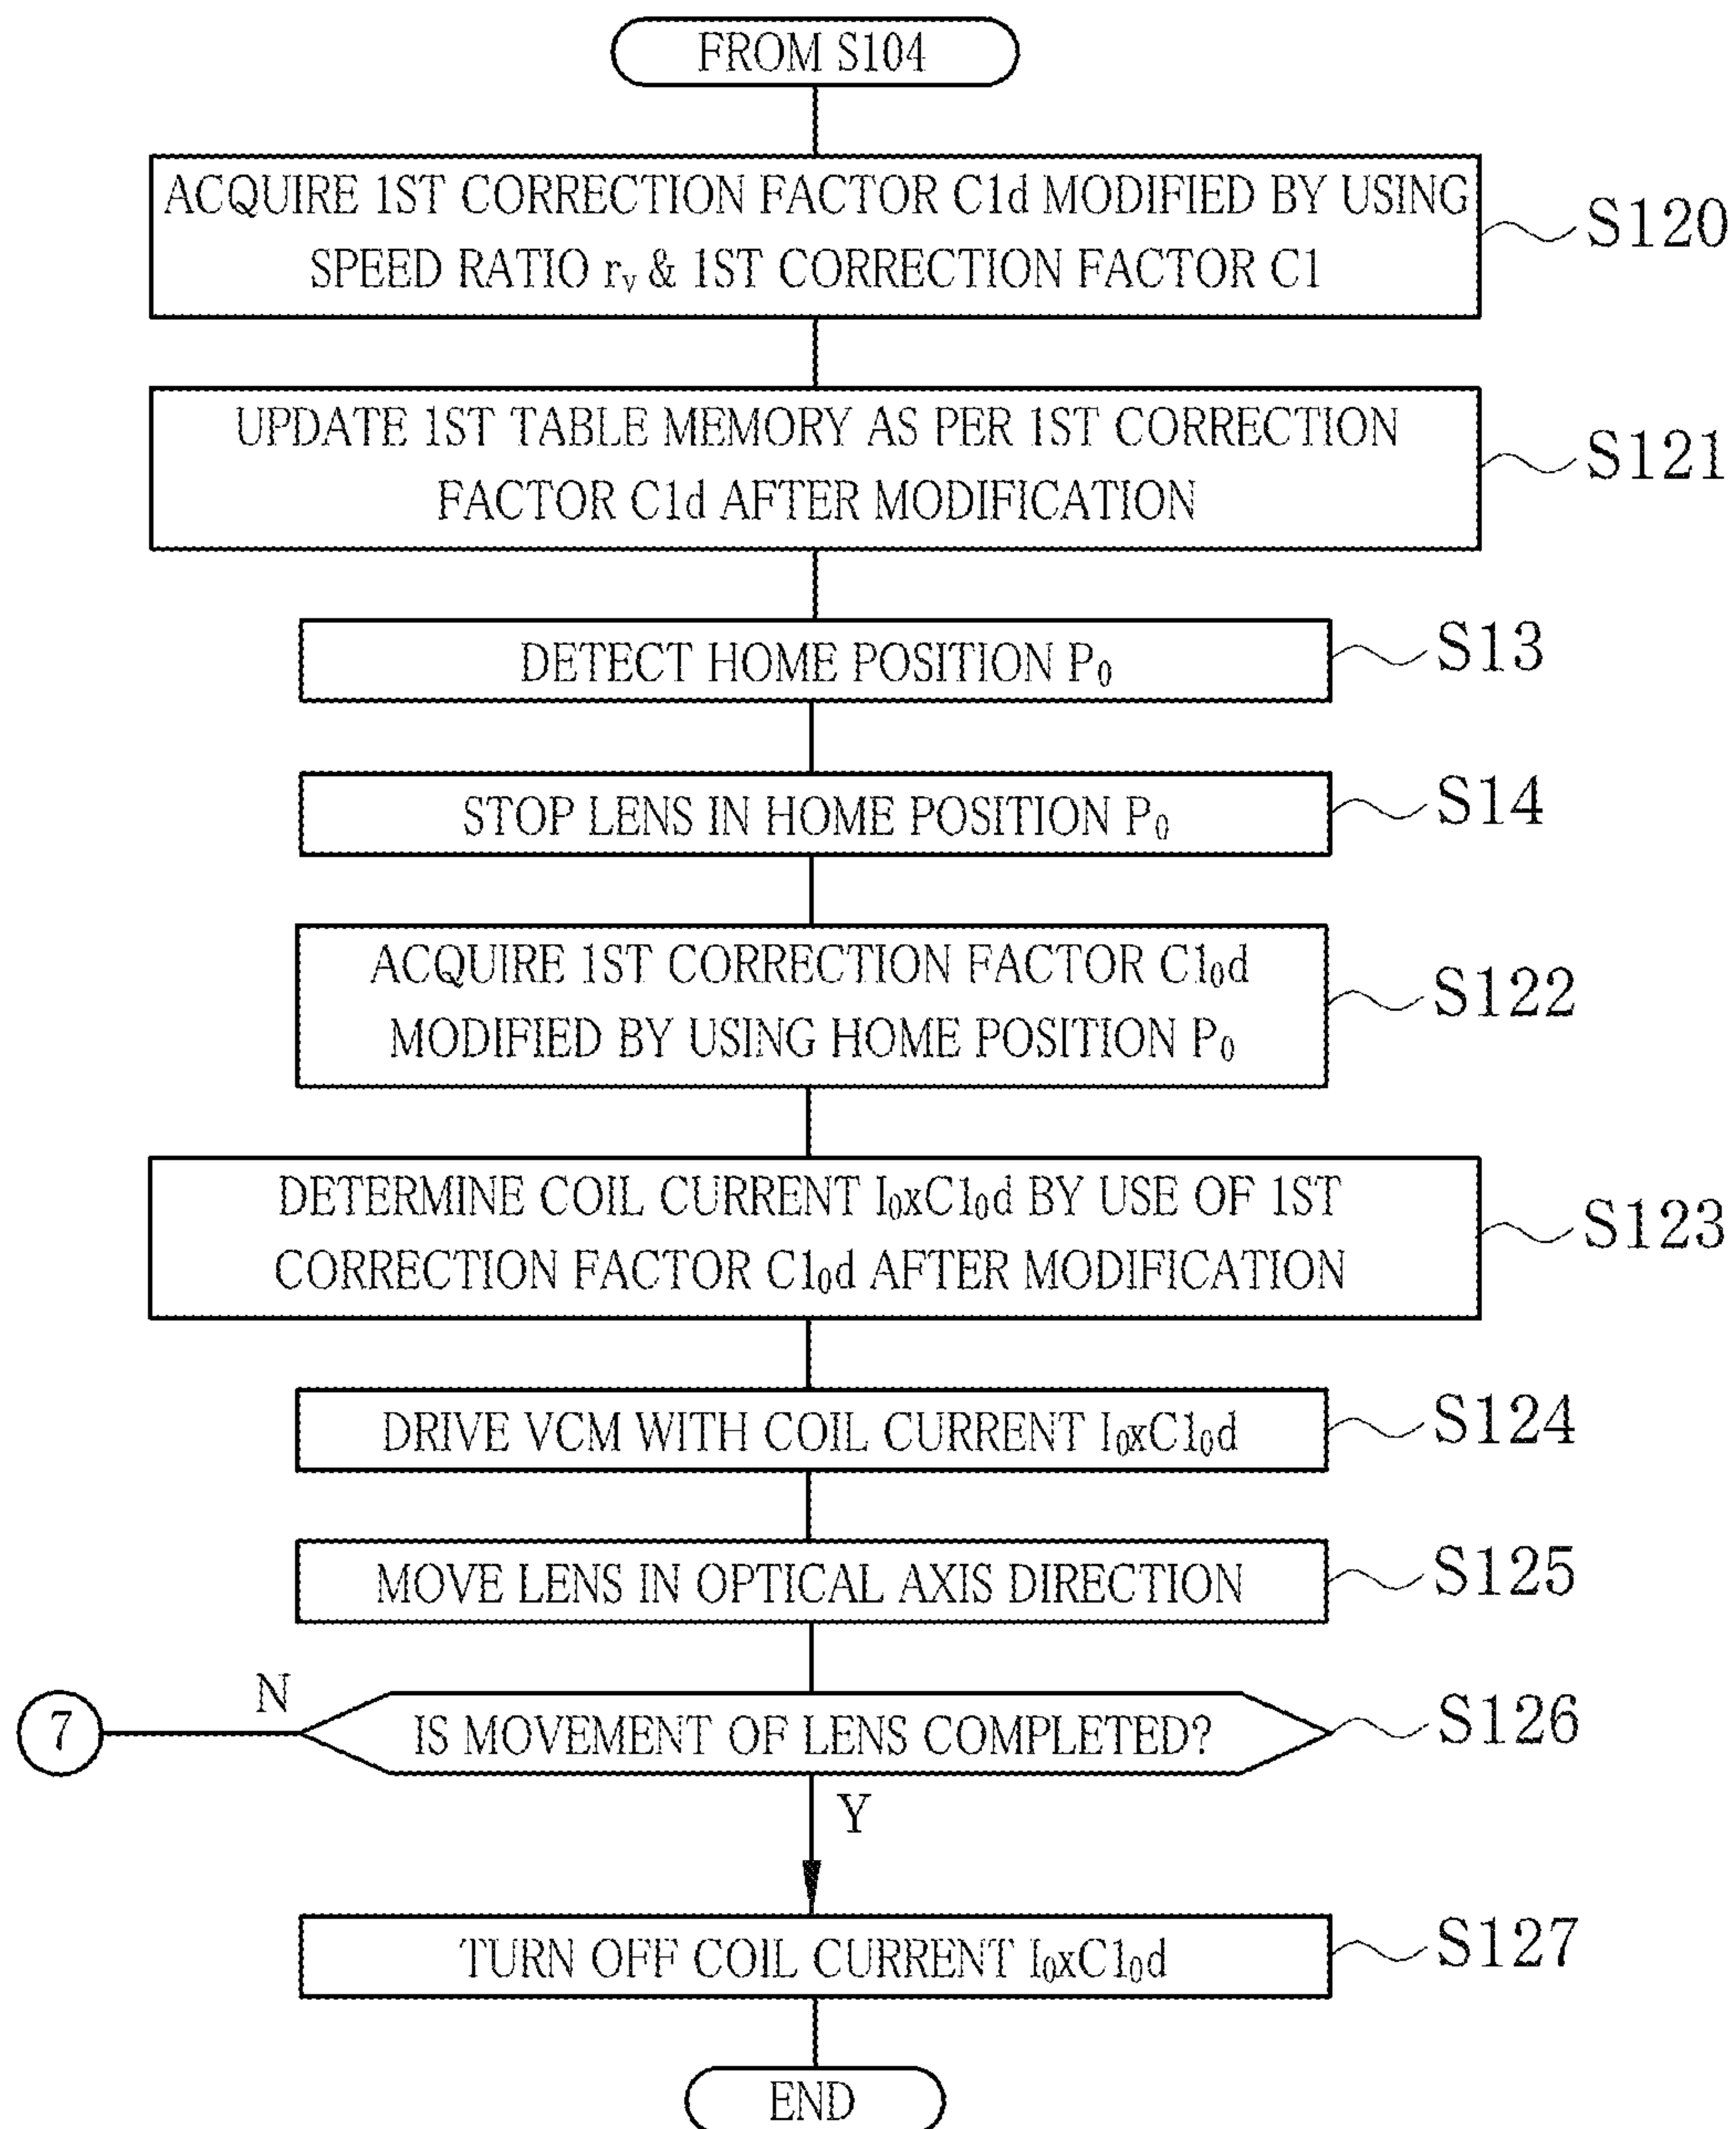 FROM S104
ACQUIRE 1ST CORRECTION FACTOR C1d MODIFIED BY USING
SPEED RATIO rᵥ & 1ST CORRECTION FACTOR C1
S120
UPDATE 1ST TABLE MEMORY AS PER 1ST CORRECTION
FACTOR C1d AFTER MODIFICATION
S121
DETECT HOME POSITION P₀
S13
STOP LENS IN HOME POSITION P₀
S14
ACQUIRE 1ST CORRECTION FACTOR C1₀d
MODIFIED BY USING HOME POSITION P₀
S122
DETERMINE COIL CURRENT I₀xC1₀d BY USE OF 1ST
CORRECTION FACTOR C1₀d AFTER MODIFICATION
S123
DRIVE VCM WITH COIL CURRENT I₀xC1₀d
S124
MOVE LENS IN OPTICAL AXIS DIRECTION
S125
7
N
IS MOVEMENT OF LENS COMPLETED?
S126
Y
TURN OFF COIL CURRENT I₀xC1₀d
S127
END